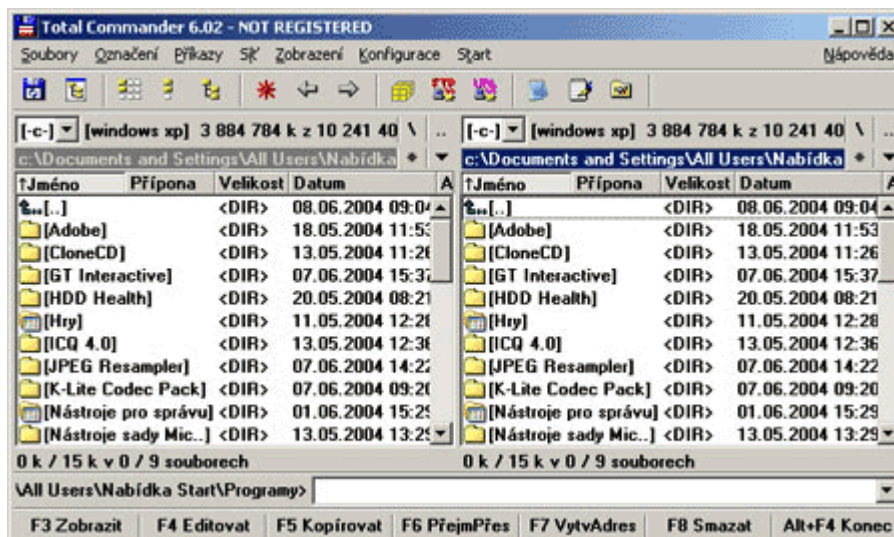 Total Commander 6.02 - NOT REGISTERED
Soubory Označení Příkazy Síť Zobrazení Konfigurace Start Nápověda
[-c-] [windows xp] 3 884 784 k z 10 241 40 \ .. [-c-] [windows xp] 3 884 784 k z 10 241 40 \ ..
c:\Documents and Settings\All Users\Nabídka * c:\Documents and Settings\All Users\Nabídka *
↑Jméno Přípona Velikost Datum A ↑Jméno Přípona Velikost Datum A
[..] <DIR> 08.06.2004 09:04 [..] <DIR> 08.06.2004 09:04
[Adobe] <DIR> 18.05.2004 11:53 [Adobe] <DIR> 18.05.2004 11:53
[CloneCD] <DIR> 13.05.2004 11:26 [CloneCD] <DIR> 13.05.2004 11:26
[GT Interactive] <DIR> 07.06.2004 15:37 [GT Interactive] <DIR> 07.06.2004 15:37
[HDD Health] <DIR> 20.05.2004 08:21 [HDD Health] <DIR> 20.05.2004 08:21
[Hry] <DIR> 11.05.2004 12:28 [Hry] <DIR> 11.05.2004 12:28
[ICQ 4.0] <DIR> 13.05.2004 12:36 [ICQ 4.0] <DIR> 13.05.2004 12:36
[JPEG Resampler] <DIR> 07.06.2004 14:22 [JPEG Resampler] <DIR> 07.06.2004 14:22
[K-Lite Codec Pack] <DIR> 07.06.2004 09:20 [K-Lite Codec Pack] <DIR> 07.06.2004 09:20
[Nástroje pro správu] <DIR> 01.06.2004 15:29 [Nástroje pro správu] <DIR> 01.06.2004 15:29
[Nástroje sady Mic..] <DIR> 13.05.2004 13:29 [Nástroje sady Mic..] <DIR> 13.05.2004 13:29
0 k / 15 k v 0 / 9 souborech 0 k / 15 k v 0 / 9 souborech
\All Users\Nabídka Start\Programy>
F3 Zobrazit F4 Editovat F5 Kopírovat F6 PřejmPřes F7 VytvAdres F8 Smazat Alt+F4 Konec